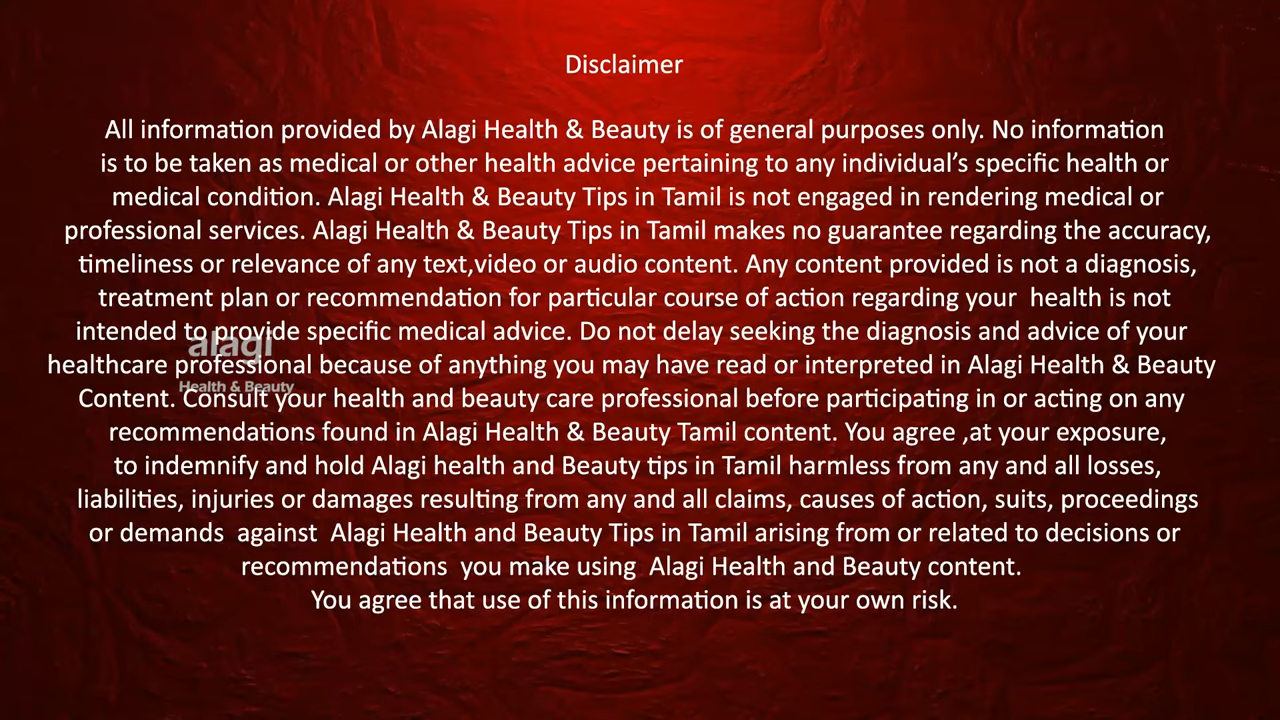 Disclaimer
All information provided by Alagi Health & Beauty is of general purposes only. No information
is to be taken as medical or other health advice pertaining to any individual’s specific health or
medical condition. Alagi Health & Beauty Tips in Tamil is not engaged in rendering medical or
professional services. Alagi Health & Beauty Tips in Tamil makes no guarantee regarding the accuracy,
timeliness or relevance of any text,video or audio content. Any content provided is not a diagnosis,
treatment plan or recommendation for particular course of action regarding your  health is not
intended to provide specific medical advice. Do not delay seeking the diagnosis and advice of your
alagi
healthcare professional because of anything you may have read or interpreted in Alagi Health & Beauty
Health & Beauty
Content. Consult your health and beauty care professional before participating in or acting on any
recommendations found in Alagi Health & Beauty Tamil content. You agree ,at your exposure,
to indemnify and hold Alagi health and Beauty tips in Tamil harmless from any and all losses,
liabilities, injuries or damages resulting from any and all claims, causes of action, suits, proceedings
or demands  against  Alagi Health and Beauty Tips in Tamil arising from or related to decisions or
recommendations  you make using  Alagi Health and Beauty content.
You agree that use of this information is at your own risk.